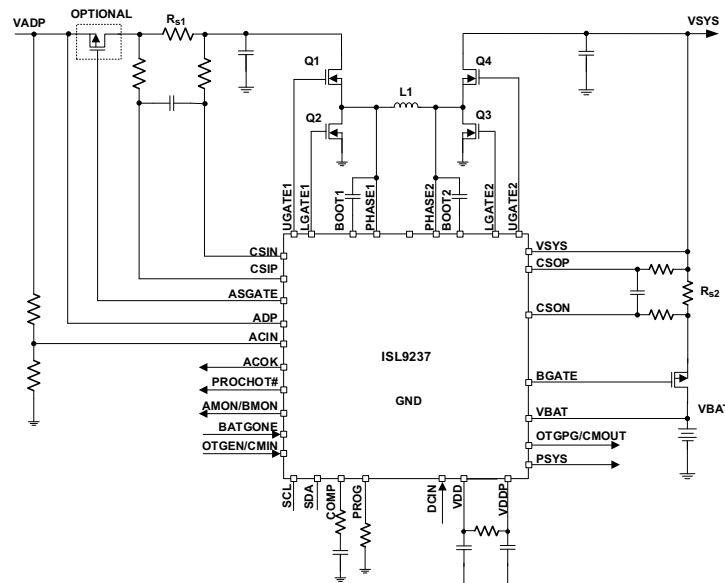 OPTIONAL
VADP
Rs1
VSYS
Q1
Q4
L1
Q2
Q3
UGATE1
LGATE1
BOOT1
PHASE1
PHASE2
BOOT2
LGATE2
UGATE2
CSIN
CSIP
ASGATE
ADP
ACIN
ACOK
PROCHOT#
AMON/BMON
BATGONE
OTGEN/CMIN
ISL9237
GND
VSYS
CSOP
Rs2
CSON
BGATE
VBAT
VBAT
OTGPG/CMOUT
PSYS
SCL
SDA
COMP
PROG
DCIN
VDD
VDDP